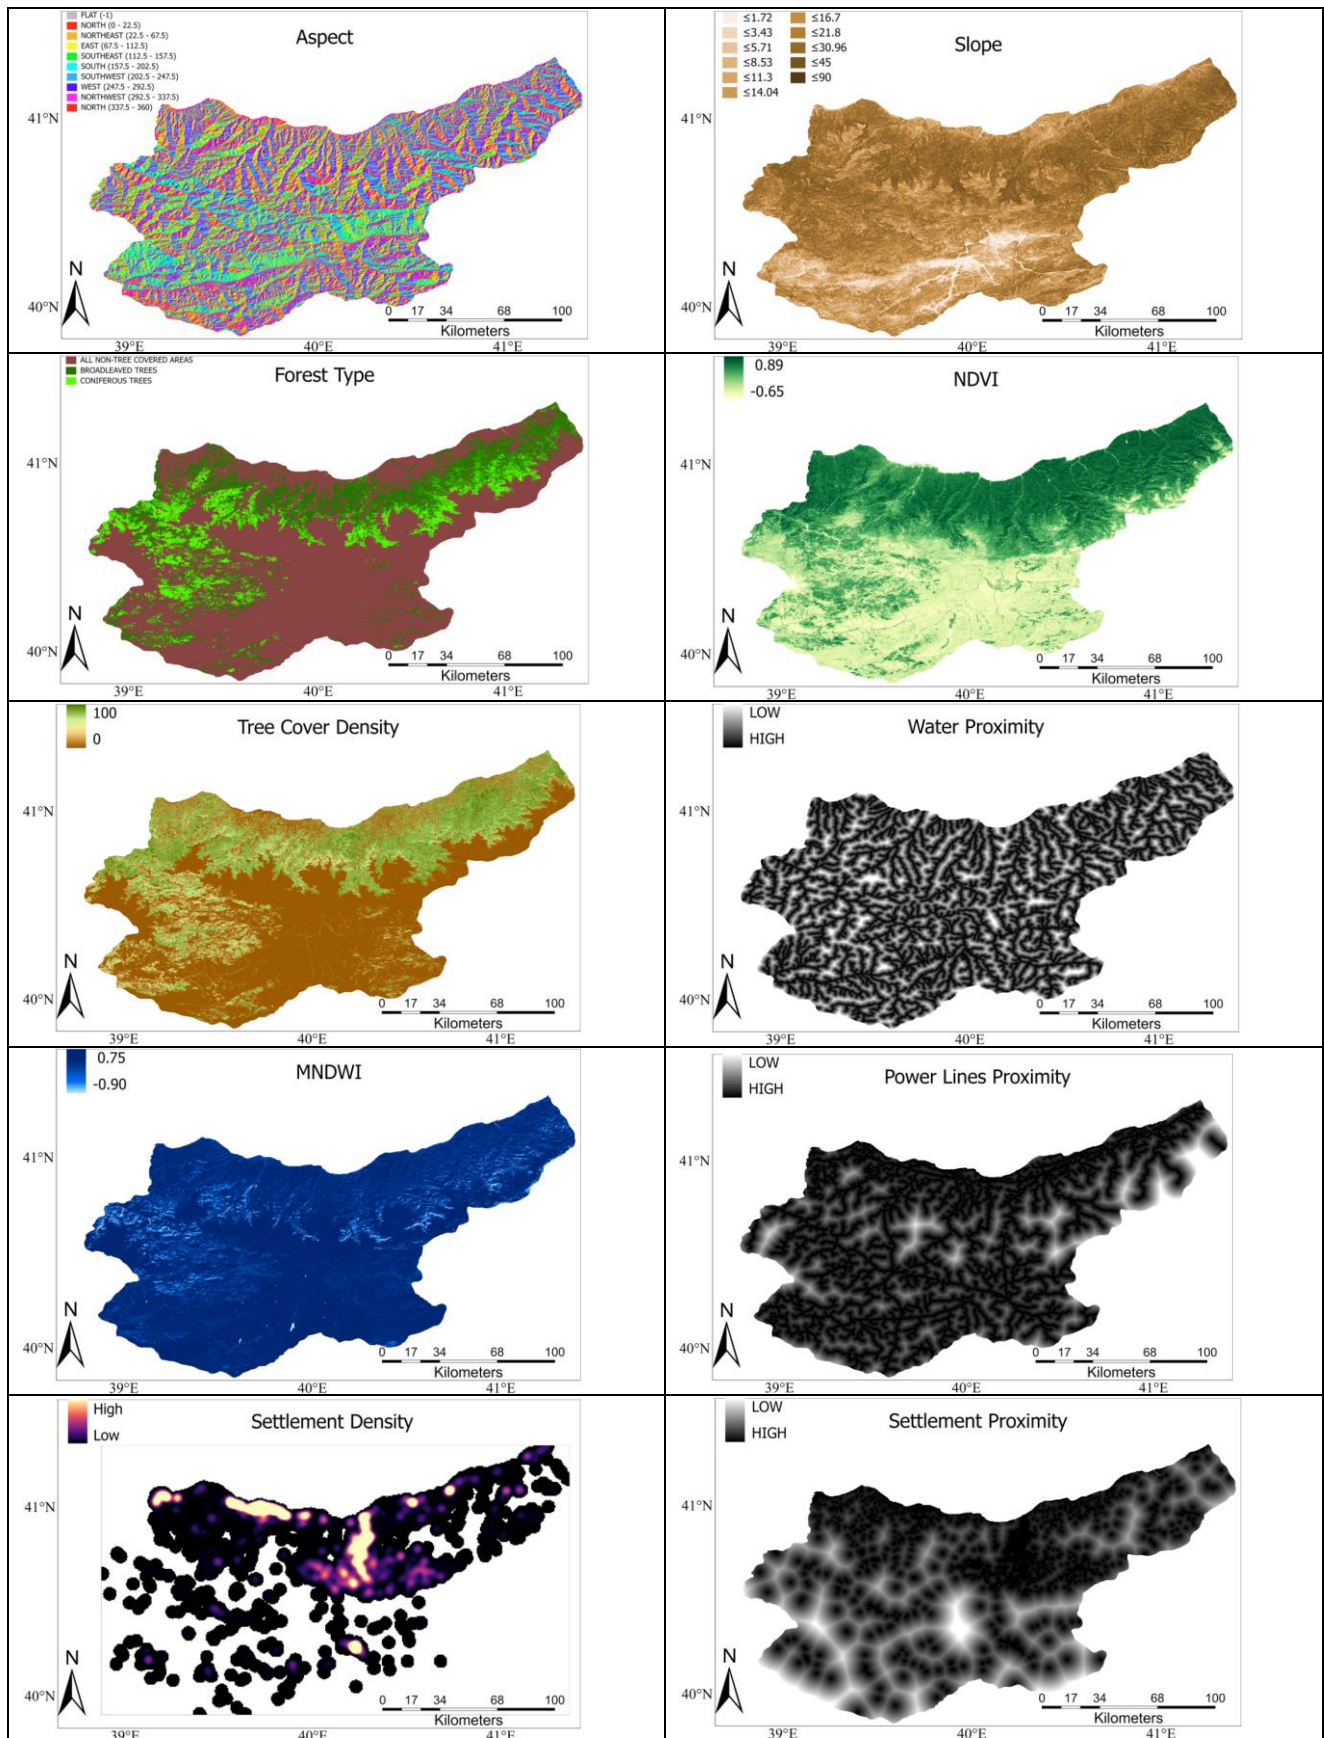 FLAT (-1)
NORTH (0 - 22.5)
NORTHEAST (22.5 - 67.5)
EAST (67.5 - 112.5)
SOUTHEAST (112.5 - 157.5)
SOUTH (157.5 - 202.5)
SOUTHWEST (202.5 - 247.5)
WEST (247.5 - 292.5)
NORTHWEST (292.5 - 337.5)
NORTH (337.5 - 360)
Aspect
41°N
N
40°N
0 17 34 68 100
Kilometers
39°E 40°E 41°E
≤1.72 ≤16.7
≤3.43 ≤21.8
≤5.71 ≤30.96
≤8.53 ≤45
≤11.3 ≤90
≤14.04
Slope
41°N
N
40°N
0 17 34 68 100
Kilometers
39°E 40°E 41°E
ALL NON-TREE COVERED AREAS
BROADLEAVED TREES
CONIFEROUS TREES
Forest Type
41°N
N
40°N
0 17 34 68 100
Kilometers
39°E 40°E 41°E
0.89
-0.65
NDVI
41°N
N
40°N
0 17 34 68 100
Kilometers
39°E 40°E 41°E
100
0
Tree Cover Density
41°N
N
40°N
0 17 34 68 100
Kilometers
39°E 40°E 41°E
LOW
HIGH
Water Proximity
41°N
N
40°N
0 17 34 68 100
Kilometers
39°E 40°E 41°E
0.75
-0.90
MNDWI
41°N
N
40°N
0 17 34 68 100
Kilometers
39°E 40°E 41°E
LOW
HIGH
Power Lines Proximity
41°N
N
40°N
0 17 34 68 100
Kilometers
39°E 40°E 41°E
High
Low
Settlement Density
41°N
N
40°N
0 17 34 68 100
Kilometers
39°E 40°E 41°E
LOW
HIGH
Settlement Proximity
41°N
N
40°N
0 17 34 68 100
Kilometers
39°E 40°E 41°E